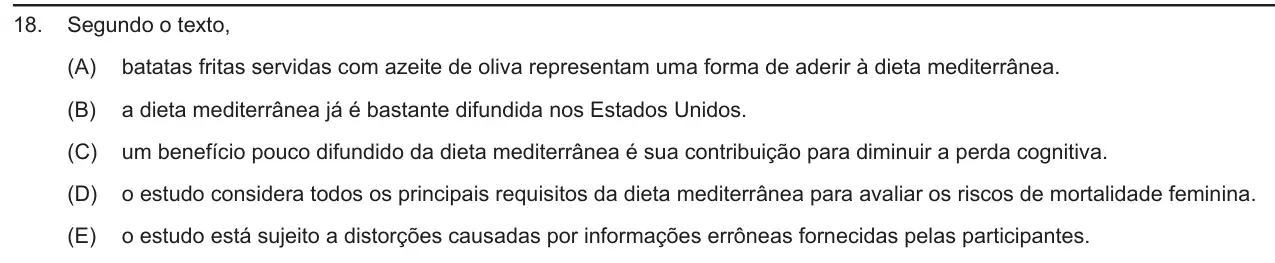 18. Segundo o texto,
(A) batatas fritas servidas com azeite de oliva representam uma forma de aderir à dieta mediterrânea.
(B) a dieta mediterrânea já é bastante difundida nos Estados Unidos.
(C) um benefício pouco difundido da dieta mediterrânea é sua contribuição para diminuir a perda cognitiva.
(D) o estudo considera todos os principais requisitos da dieta mediterrânea para avaliar os riscos de mortalidade feminina.
(E) o estudo está sujeito a distorções causadas por informações errôneas fornecidas pelas participantes.